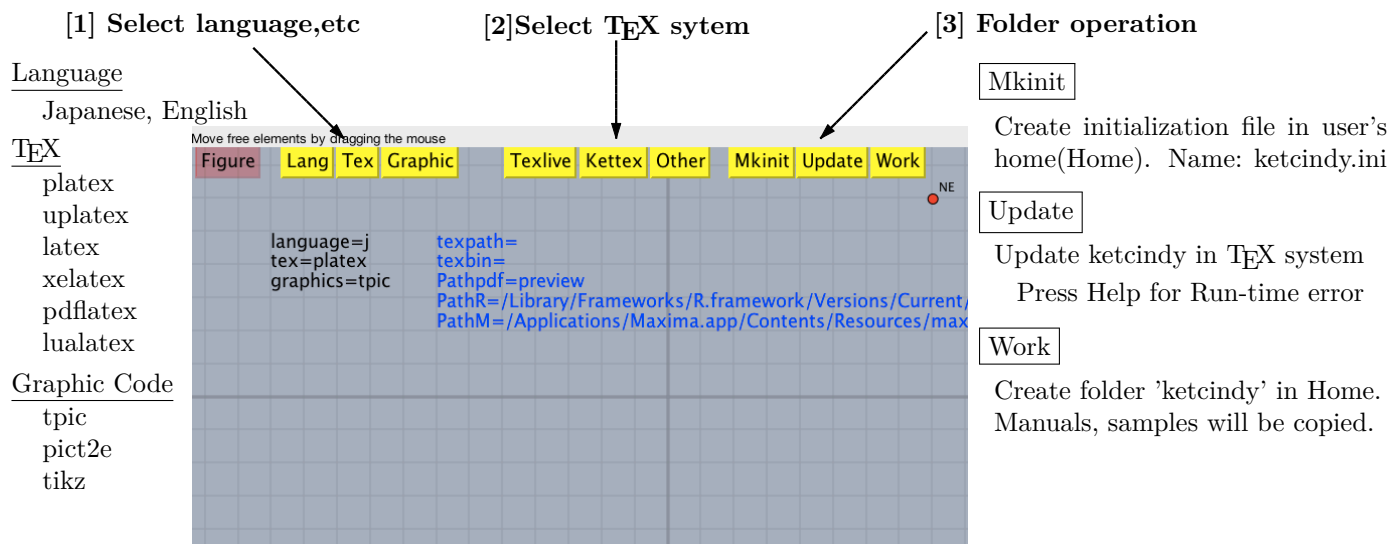 [1] Select language,etc
[2]Select TEX sytem
[3] Folder operation
Language
Japanese, English
TEX
platex
uplatex
latex
xelatex
pdflatex
lualatex
Graphic Code
tpic
pict2e
tikz
Move free elements by dragging the mouse
Figure Lang Tex Graphic Texlive Kettex Other Mkinit Update Work
NE
language=j
tex=platex
graphics=tpic
texpath=
texbin=
Pathpdf=preview
PathR=/Library/Frameworks/R.framework/Versions/Current/
PathM=/Applications/Maxima.app/Contents/Resources/max
Mkinit
Create initialization file in user's
home(Home). Name: ketcindy.ini
Update
Update ketcindy in TEX system
Press Help for Run-time error
Work
Create folder 'ketcindy' in Home.
Manuals, samples will be copied.